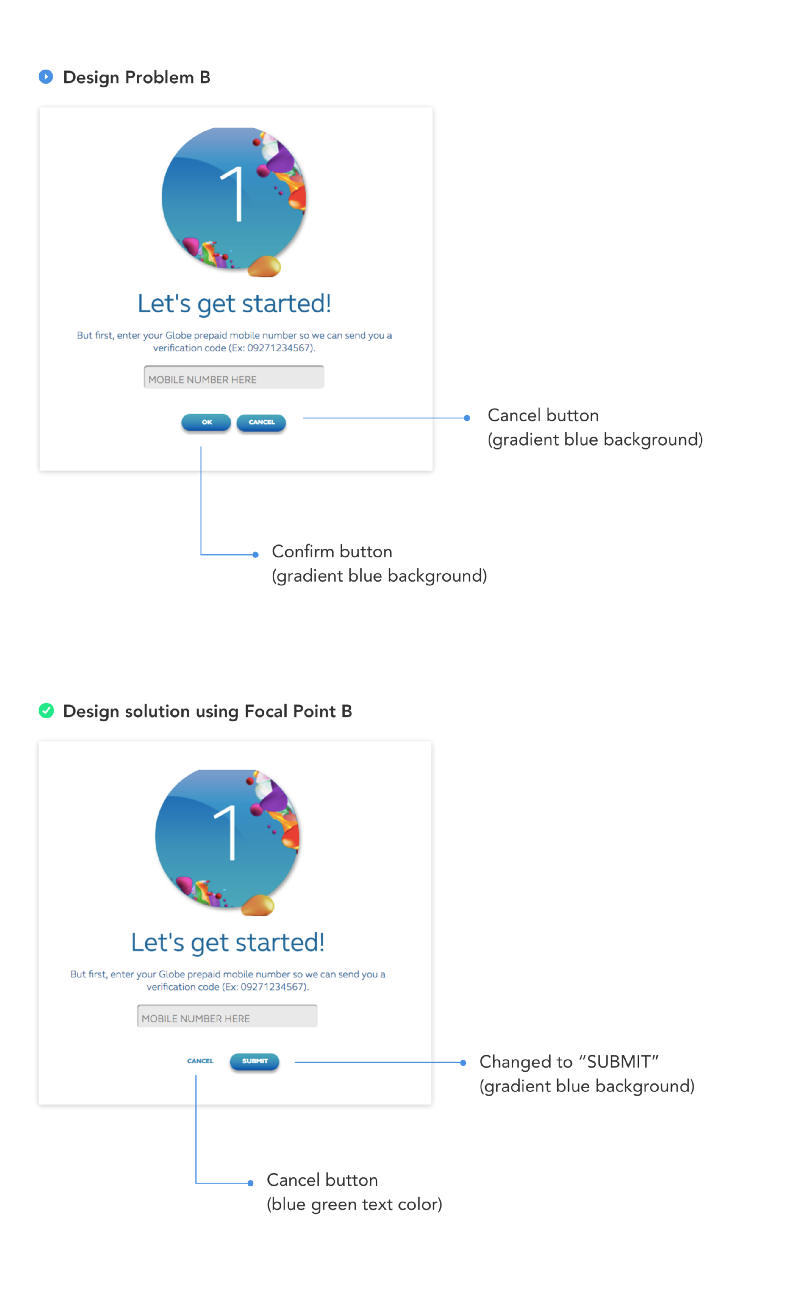 Design Problem B
1
Let's get started!
But first, enter your Globe prepaid mobile number so we can send you a
verification code (Ex: 09271234567).
MOBILE NUMBER HERE
OK
CANCEL
Cancel button
(gradient blue background)
Confirm button
(gradient blue background)
Design solution using Focal Point B
1
Let's get started!
But first, enter your Globe prepaid mobile number so we can send you a
verification code (Ex: 09271234567).
MOBILE NUMBER HERE
CANCEL
SUBMIT
Changed to “SUBMIT”
(gradient blue background)
Cancel button
(blue green text color)